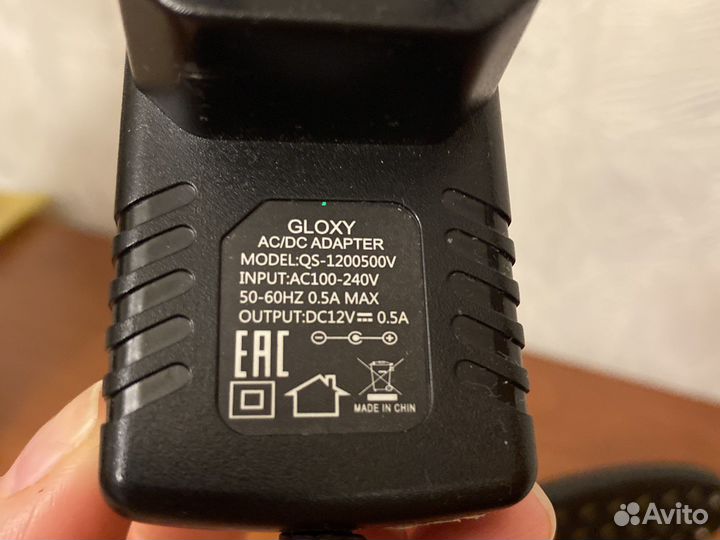 GLOXY
AC/DC ADAPTER
MODEL:QS-1200500V
INPUT:AC100-240V
50-60HZ 0.5A MAX
OUTPUT:DC12V⎓ 0.5A
EAC
MADE IN CHIN
Avito